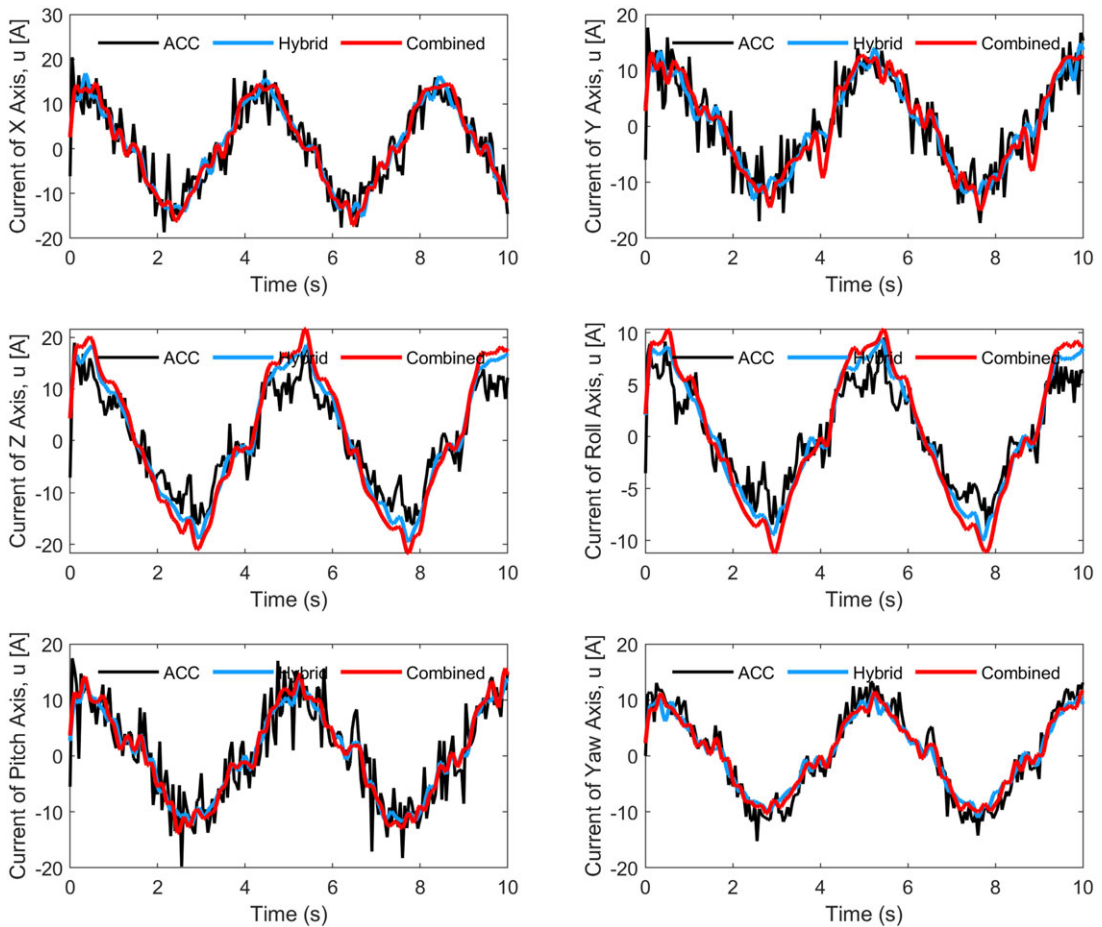 Current of X Axis, u [A]
30
20
10
0
-10
-20
ACC Hybrid Combined
0 2 4 6 8 10
Time (s)
Current of Y Axis, u [A]
20
10
0
-10
20
ACC Hybrid Combined
0 2 4 6 8 10
Time (s)
Current of Z Axis, u [A]
20
10
0
-10
-20
ACC Hybrid Combined
0 2 4 6 8 10
Time (s)
Current of Roll Axis, u [A]
10
5
0
-5
-10
ACC Hybrid Combined
0 2 4 6 8 10
Time (s)
Current of Pitch Axis, u [A]
20
10
0
-10
-20
ACC Hybrid Combined
0 2 4 6 8 10
Time (s)
Current of Yaw Axis, u [A]
20
10
0
-10
-20
ACC Hybrid Combined
0 2 4 6 8 10
Time (s)